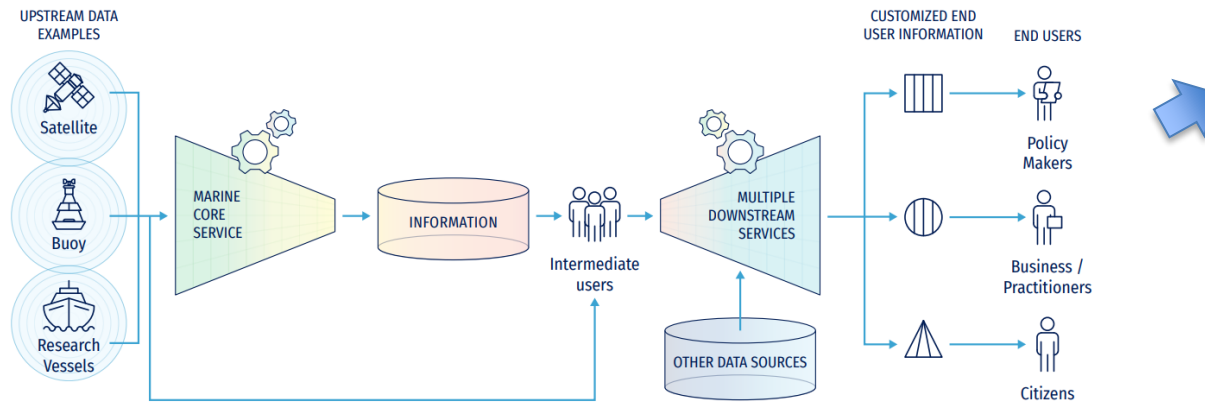 UPSTREAM DATA
EXAMPLES
Satellite
Buoy
Research
Vessels
MARINE
CORE
SERVICE
INFORMATION
Intermediate
users
MULTIPLE
DOWNSTREAM
SERVICES
OTHER DATA SOURCES
CUSTOMIZED END
USER INFORMATION
END USERS
Policy
Makers
Business /
Practitioners
Citizens